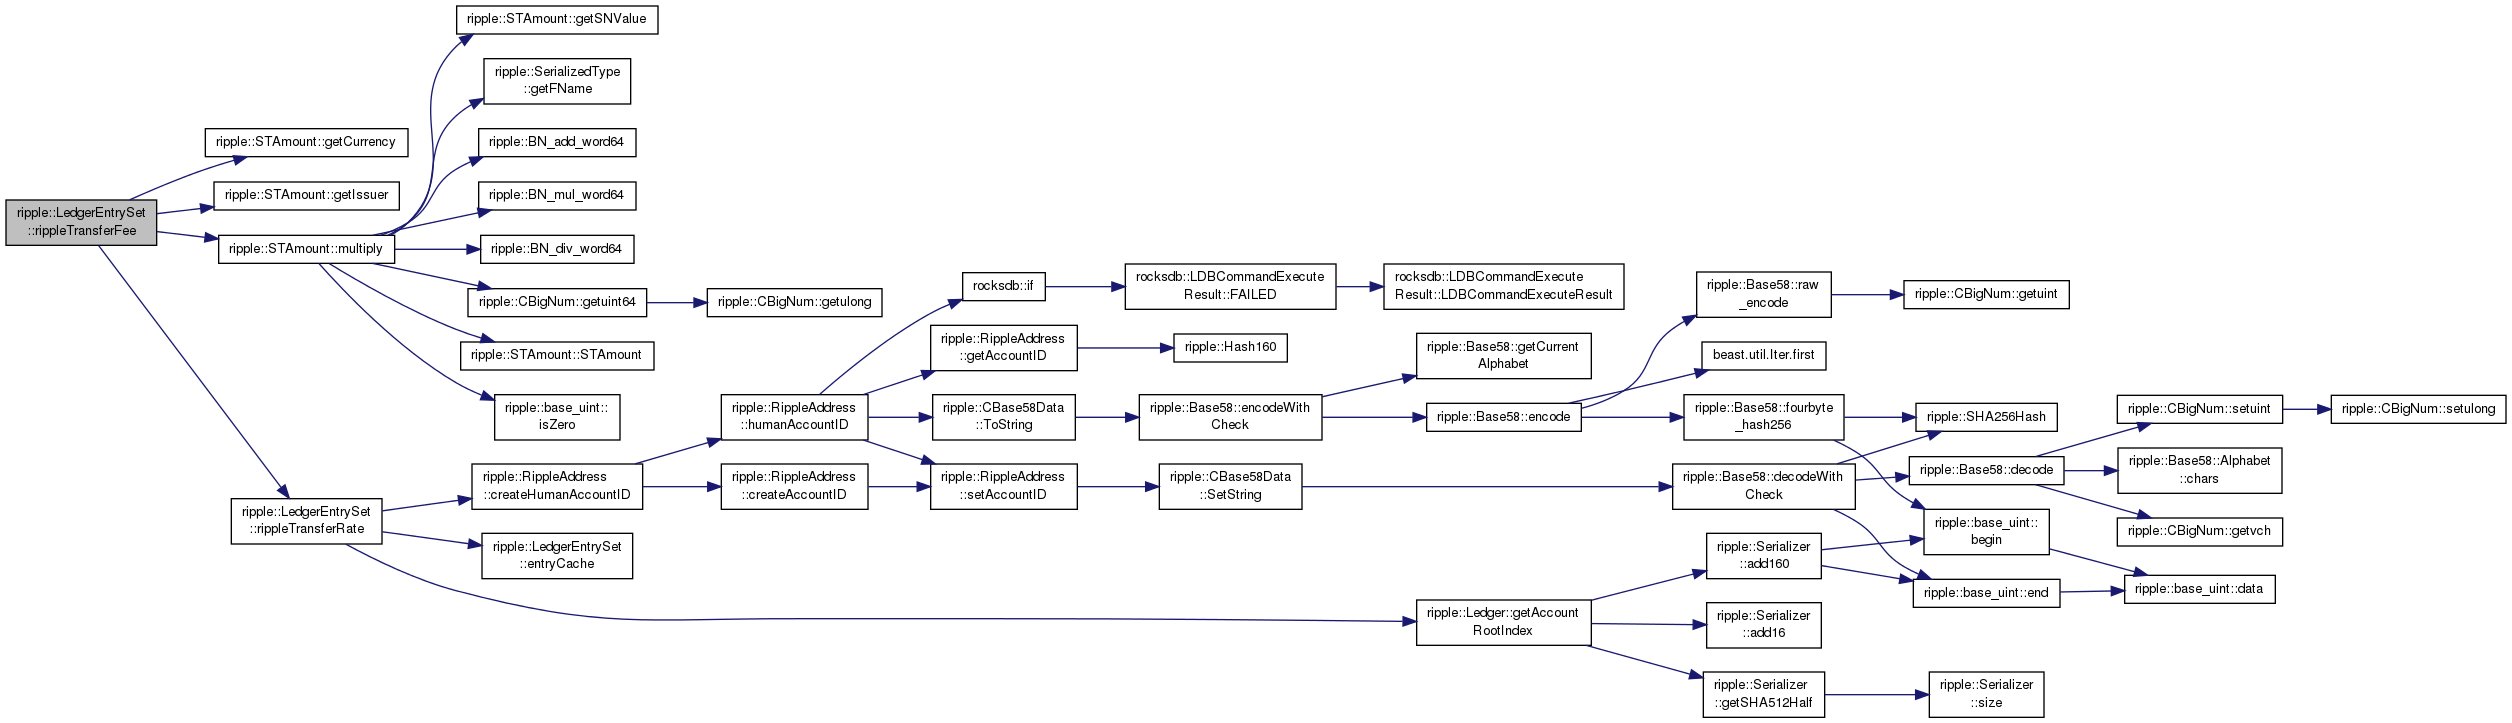 ripple::LedgerEntrySet
::rippleTransferFee
ripple::STAmount::getCurrency
ripple::STAmount::getIssuer
ripple::STAmount::multiply
ripple::LedgerEntrySet
::rippleTransferRate
ripple::STAmount::getSNValue
ripple::SerializedType
::getFName
ripple::BN_add_word64
ripple::BN_mul_word64
ripple::BN_div_word64
ripple::CBigNum::getuint64
ripple::STAmount::STAmount
ripple::base_uint::
isZero
ripple::RippleAddress
::createHumanAccountID
ripple::LedgerEntrySet
::entryCache
ripple::CBigNum::getulong
ripple::RippleAddress
::humanAccountID
ripple::RippleAddress
::createAccountID
rocksdb::if
ripple::RippleAddress
::getAccountID
ripple::CBase58Data
::ToString
ripple::RippleAddress
::setAccountID
rocksdb::LDBCommandExecute
Result::FAILED
ripple::Hash160
ripple::Base58::encodeWith
Check
ripple::CBase58Data
::SetString
rocksdb::LDBCommandExecute
Result::LDBCommandExecuteResult
ripple::Base58::getCurrent
Alphabet
ripple::Base58::encode
ripple::Ledger::getAccount
RootIndex
ripple::Base58::raw
_encode
beast.util.Iter.first
ripple::Base58::fourbyte
_hash256
ripple::Base58::decodeWith
Check
ripple::Serializer
::add160
ripple::Serializer
::add16
ripple::Serializer
::getSHA512Half
ripple::CBigNum::getuint
ripple::SHA256Hash
ripple::Base58::decode
ripple::base_uint::
begin
ripple::base_uint::end
ripple::Serializer
::size
ripple::CBigNum::setuint
ripple::Base58::Alphabet
::chars
ripple::CBigNum::getvch
ripple::base_uint::data
ripple::CBigNum::setulong